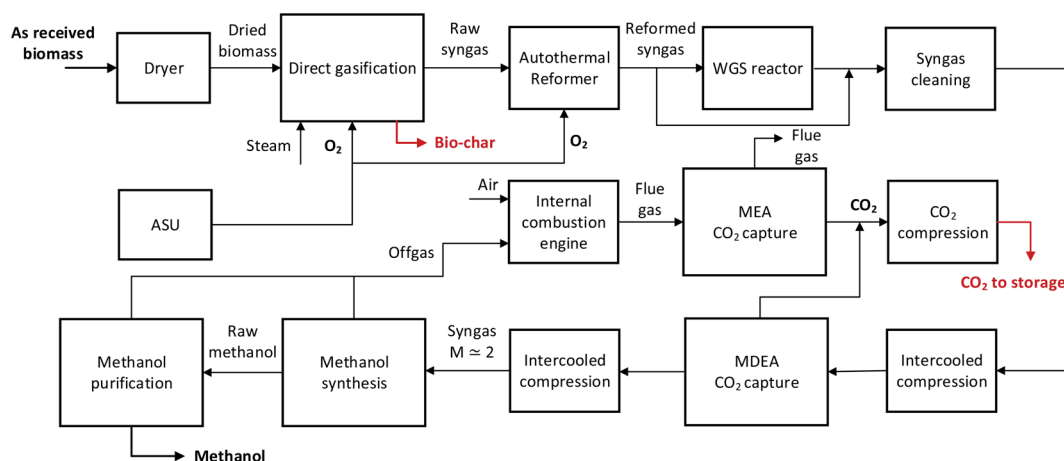 As received
biomass
Dryer
Dried
biomass
Direct gasification
Raw
syngas
Autothermal
Reformer
Reformed
syngas
WGS reactor
Syngas
cleaning
Steam
O₂
Bio-char
O₂
Flue
gas
ASU
Air
Internal
combustion
engine
Flue
gas
MEA
CO₂ capture
CO₂
CO₂
compression
Offgas
CO₂ to storage
Methanol
purification
Raw
methanol
Methanol
synthesis
Syngas
M ≃ 2
Intercooled
compression
MDEA
CO₂ capture
Intercooled
compression
Methanol